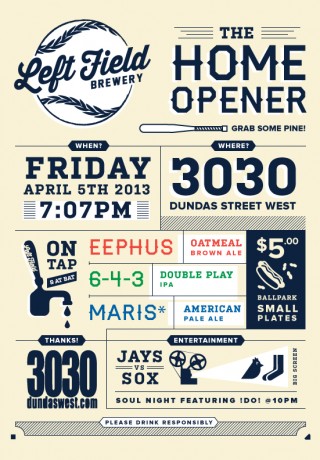 Left Field
BREWERY
THE
HOME
OPENER
GRAB SOME PINE!
WHEN?
FRIDAY
APRIL 5TH 2013
7:07PM
WHERE?
3030
DUNDAS STREET WEST
ON
TAP
& AT BAT
EEPHUS
OATMEAL
BROWN ALE
6-4-3
DOUBLE PLAY
IPA
MARIS*
AMERICAN
PALE ALE
$5.00
BALLPARK
SMALL
PLATES
THANKS!
3030
dundaswest.com
ENTERTAINMENT
JAYS
VS
SOX
BIG SCREEN
SOUL NIGHT FEATURING !DO! @10PM
PLEASE DRINK RESPONSIBLY